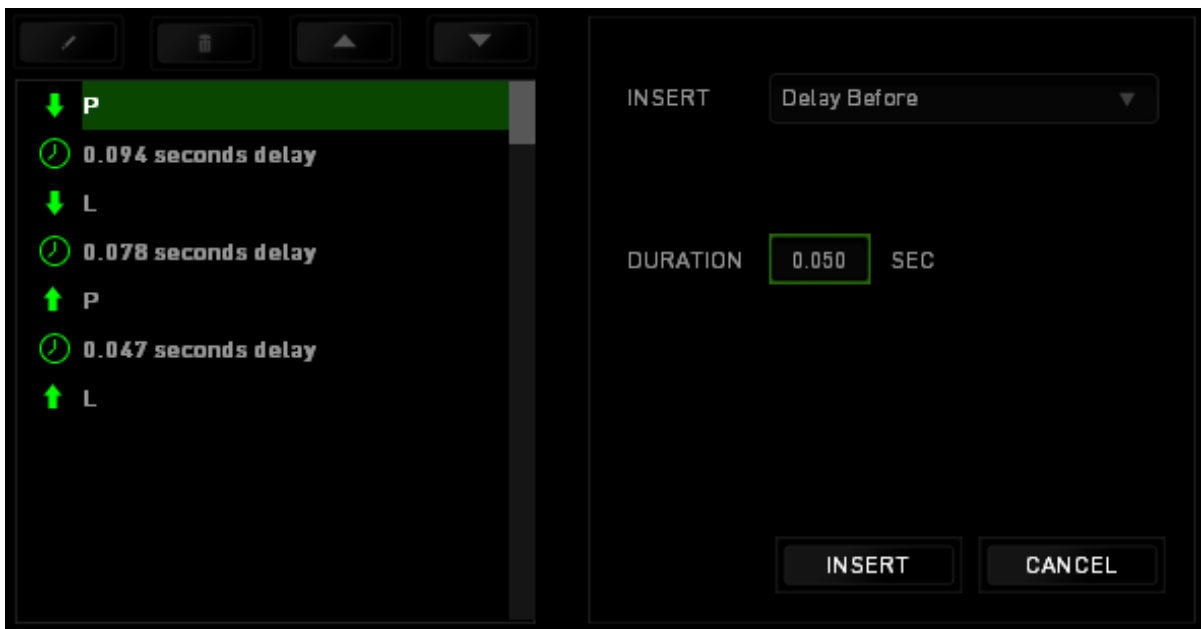 P
0.094 seconds delay
L
0.078 seconds delay
P
0.047 seconds delay
L
INSERT Delay Before
DURATION 0.050 SEC
INSERT CANCEL